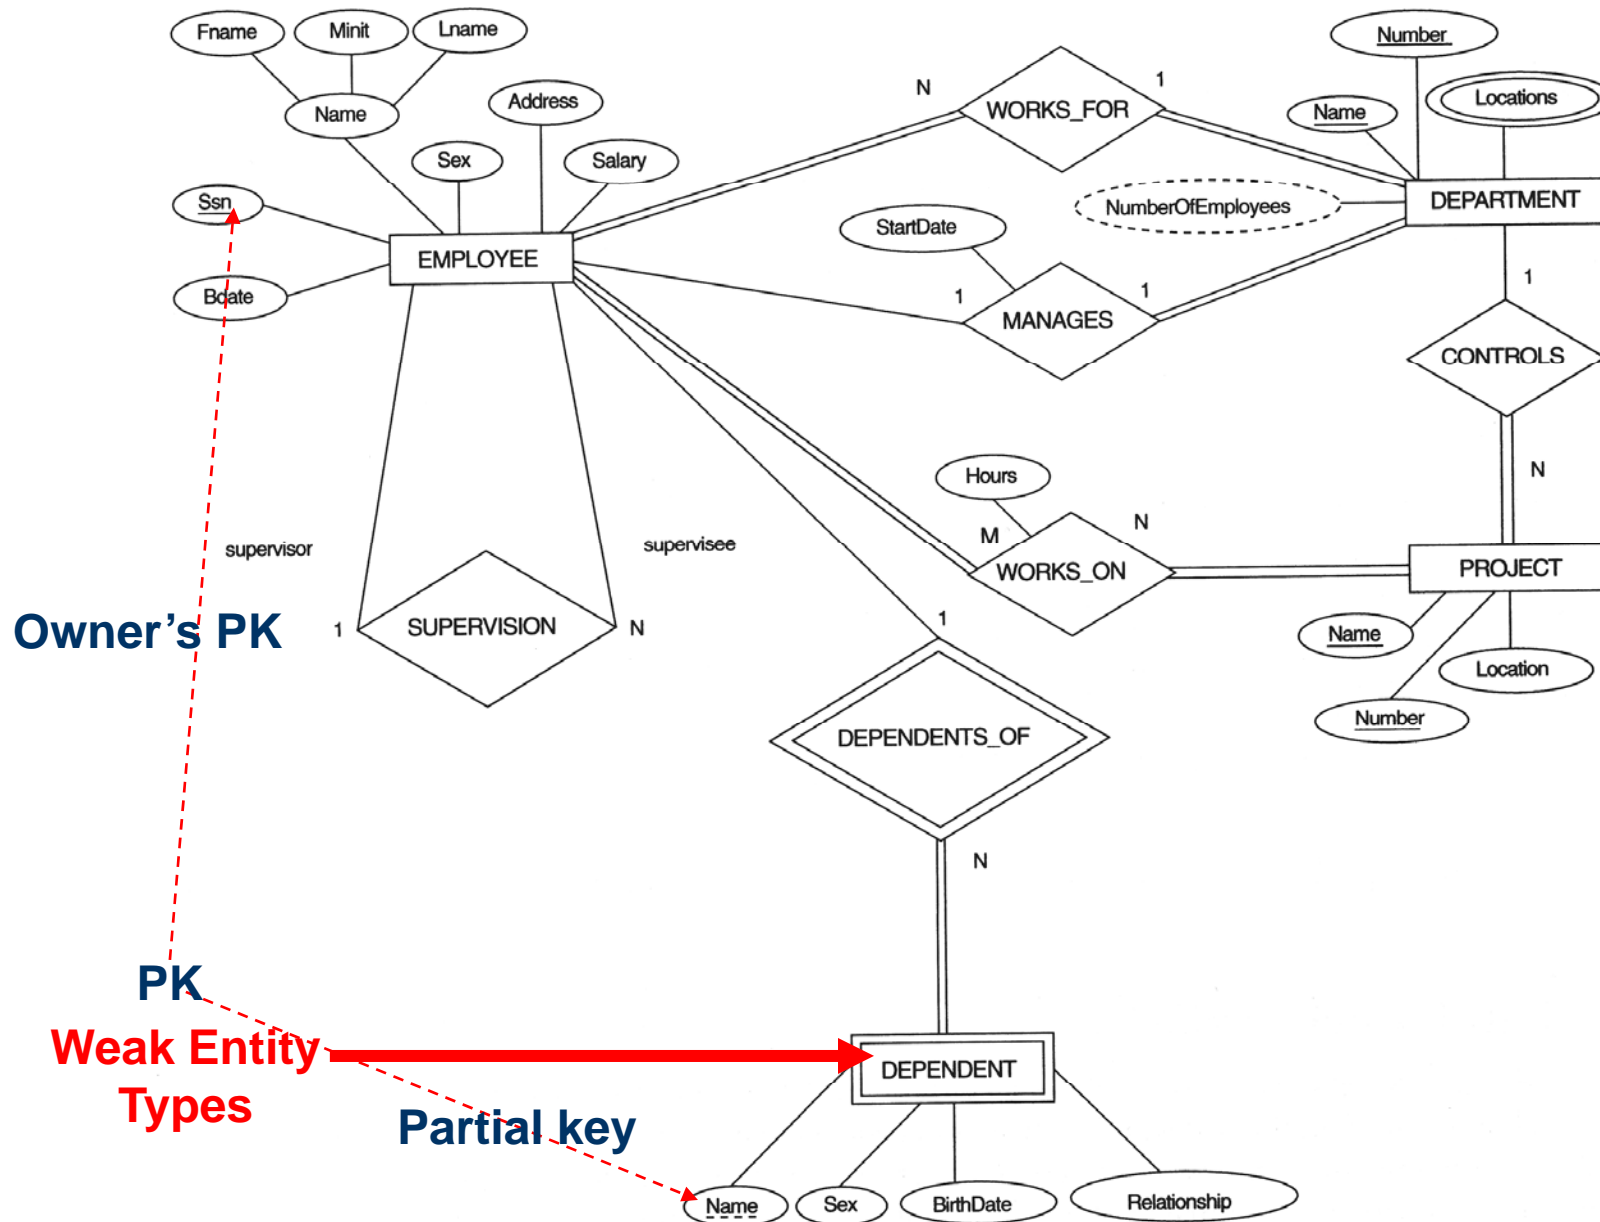 Fname
Minit
Lname
Number
Name
Address
N
1
WORKS_FOR
Name
Locations
Sex
Salary
Ssn
NumberOfEmployees
DEPARTMENT
StartDate
EMPLOYEE
Bdate
1
1
1
MANAGES
CONTROLS
Hours
N
M
N
supervisor
supervisee
WORKS_ON
PROJECT
Owner’s PK
1
SUPERVISION
N
1
Name
Location
Number
DEPENDENTS_OF
N
PK
Weak Entity
Types
DEPENDENT
Partial key
Name
Sex
BirthDate
Relationship